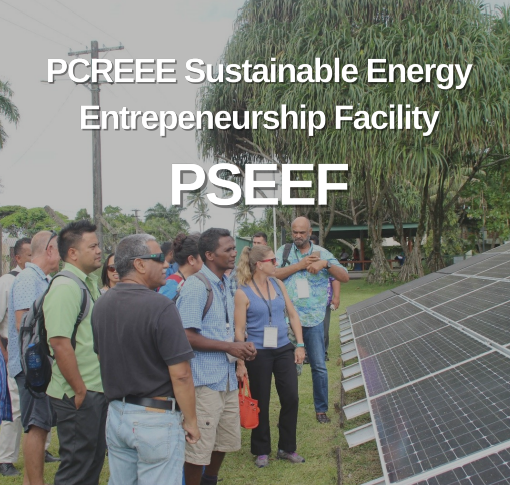 PCREEE Sustainable Energy
Entrepeneurship Facility
PSEEF